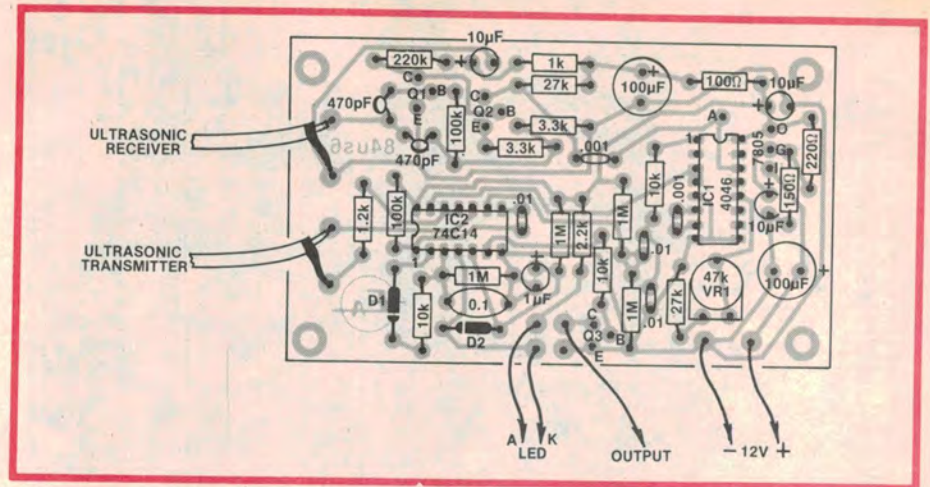 10µF
220k
+
1k
27k
100µF
+
100Ω
10µF
+
C
Q1
B
E
470pF
470pF
100k
C
Q2
B
E
3.3k
3.3k
.001
A
1
IC1
4046
7805
O
G
I
+
10µF
150Ω
220Ω
ULTRASONIC
RECEIVER
84us6
10k
.001
1.2k
100k
IC2
74C14
1
.01
1M
2.2k
1M
.01
ULTRASONIC
TRANSMITTER
D1
10k
1M
0.1
D2
+
1µF
10k
1M
.01
27k
47k
VR1
100µF
+
C
Q3
B
E
A
K
LED
OUTPUT
− 12V +